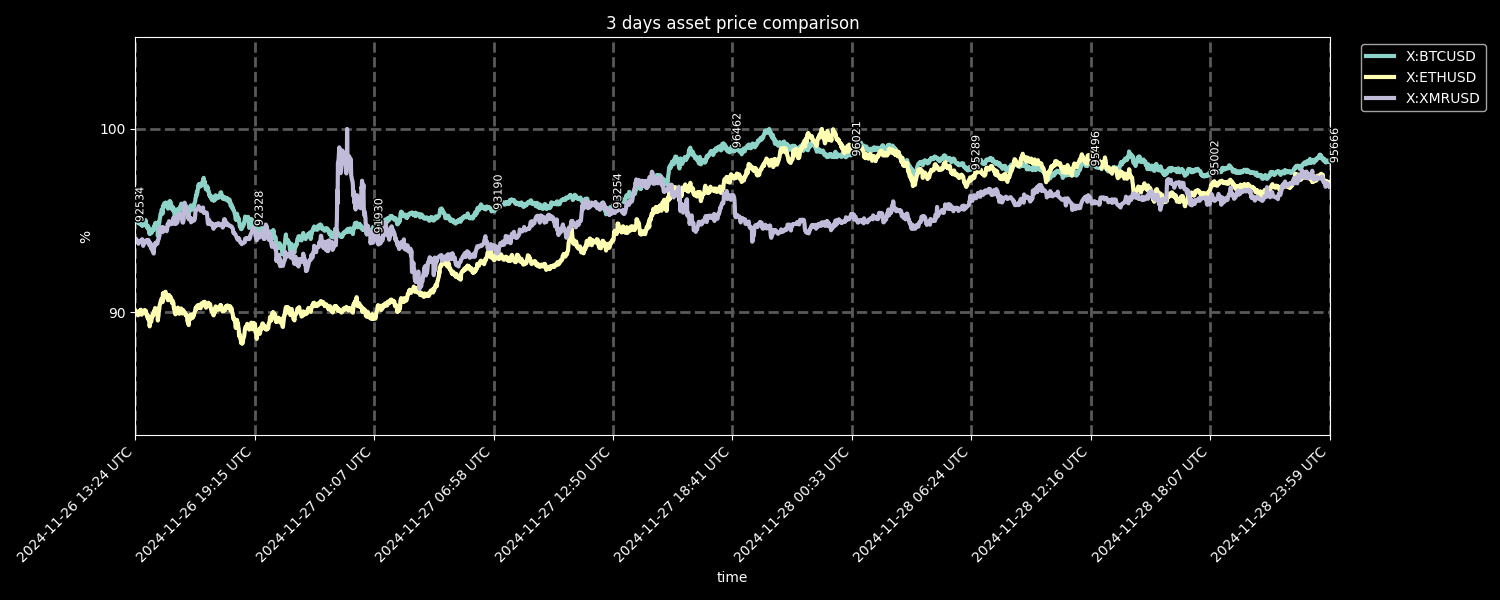 3 days asset price comparison
X:BTCUSD
X:ETHUSD
X:XMRUSD
100
90
%
92534
92328
93190
93254
96462
96021
95289
95496
95002
95666
2024-11-26 13:24 UTC
2024-11-26 19:15 UTC
2024-11-27 01:07 UTC
2024-11-27 06:58 UTC
2024-11-27 12:50 UTC
2024-11-27 18:41 UTC
2024-11-28 00:33 UTC
2024-11-28 06:24 UTC
2024-11-28 12:16 UTC
2024-11-28 18:07 UTC
2024-11-28 23:59 UTC
time